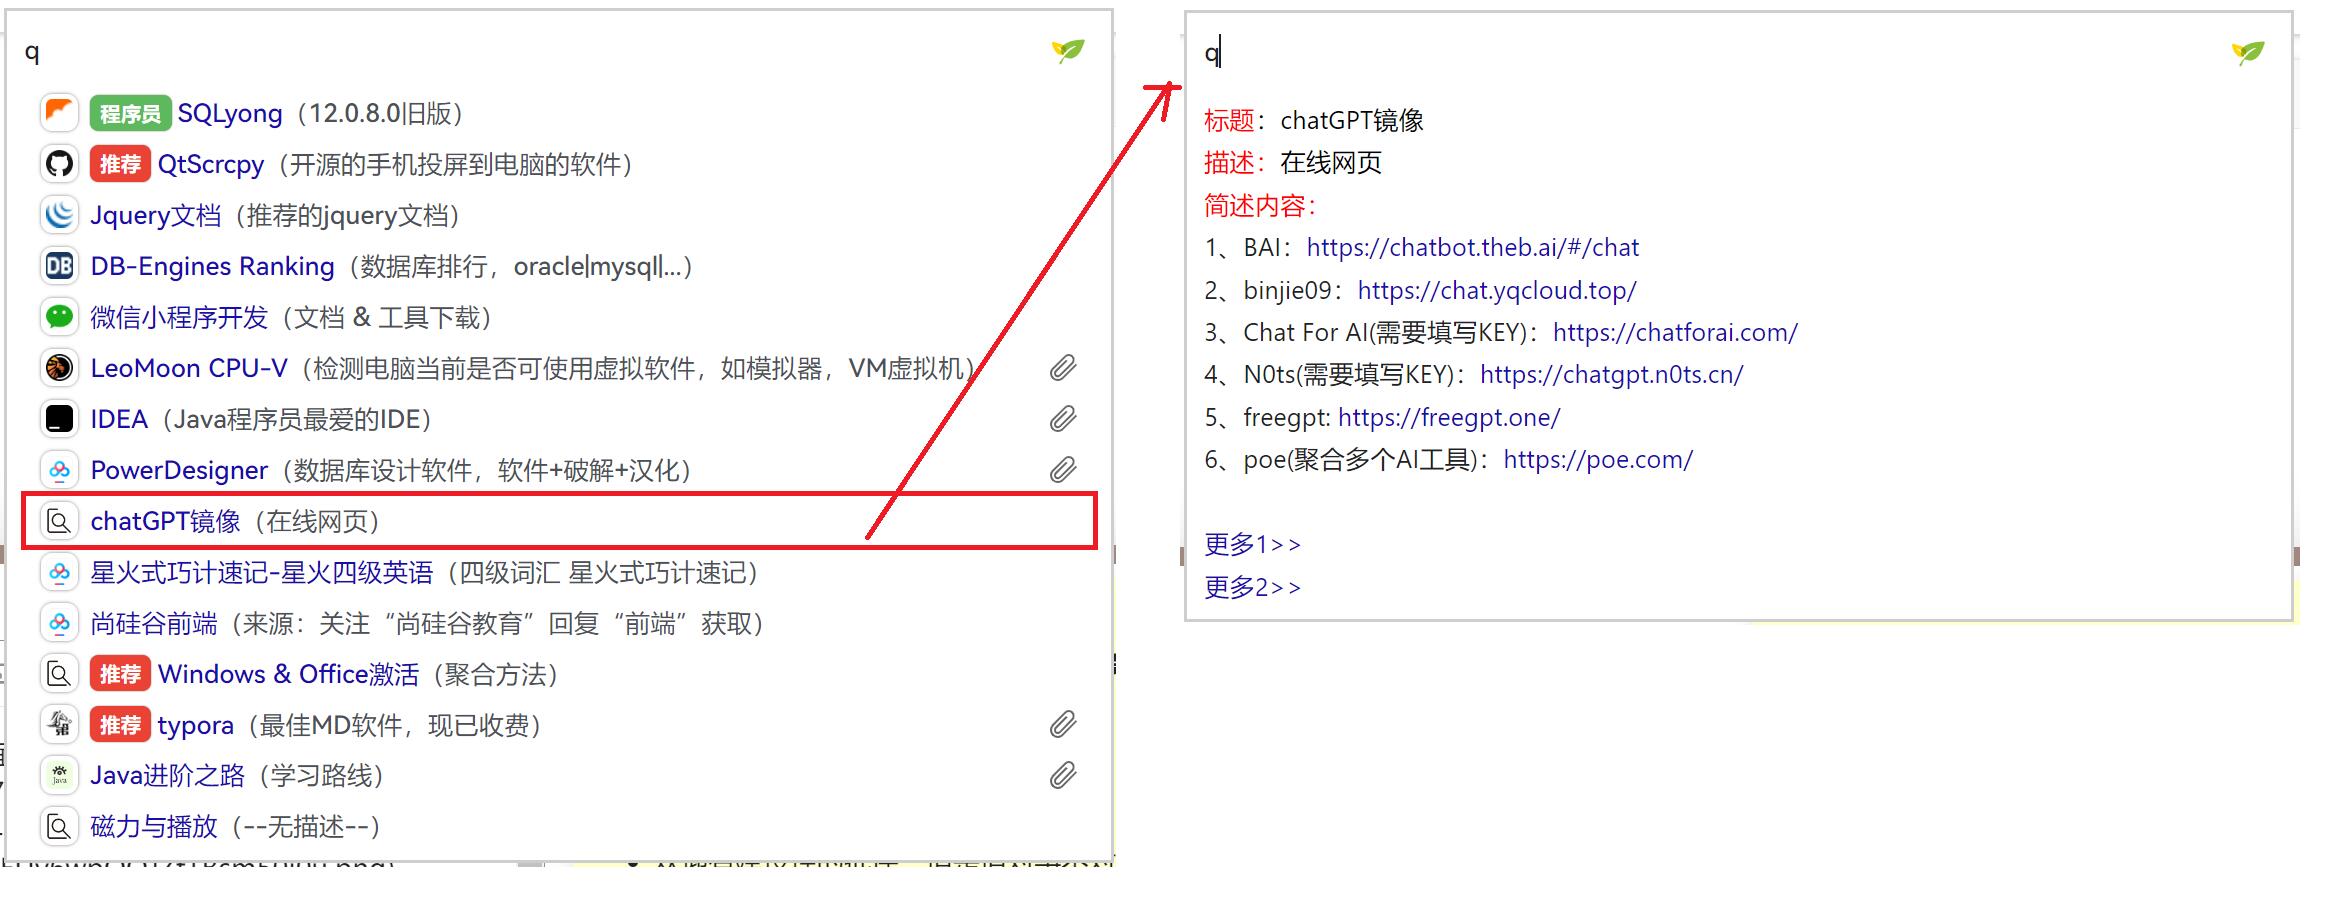 q
程序员 SQLyong（12.0.8.0旧版）
推荐 QtScrcpy（开源的手机投屏到电脑的软件）
Jquery文档（推荐的jquery文档）
DB DB-Engines Ranking（数据库排行，oracle|mysql|...）
微信小程序开发（文档 & 工具下载）
LeoMoon CPU-V（检测电脑当前是否可使用虚拟软件，如模拟器，VM虚拟机）
IDEA（Java程序员最爱的IDE）
PowerDesigner（数据库设计软件，软件+破解+汉化）
chatGPT镜像（在线网页）
星火式巧计速记-星火四级英语（四级词汇 星火式巧计速记）
尚硅谷前端（来源：关注“尚硅谷教育”回复“前端”获取）
推荐 Windows & Office激活（聚合方法）
推荐 typora（最佳MD软件，现已收费）
Java Java进阶之路（学习路线）
磁力与播放（--无描述--）
q
标题：chatGPT镜像
描述：在线网页
简述内容：
1、BAI：https://chatbot.theb.ai/#/chat
2、binjie09：https://chat.yqcloud.top/
3、Chat For AI(需要填写KEY)：https://chatforai.com/
4、N0ts(需要填写KEY)：https://chatgpt.n0ts.cn/
5、freegpt: https://freegpt.one/
6、poe(聚合多个AI工具)：https://poe.com/
更多1>>
更多2>>